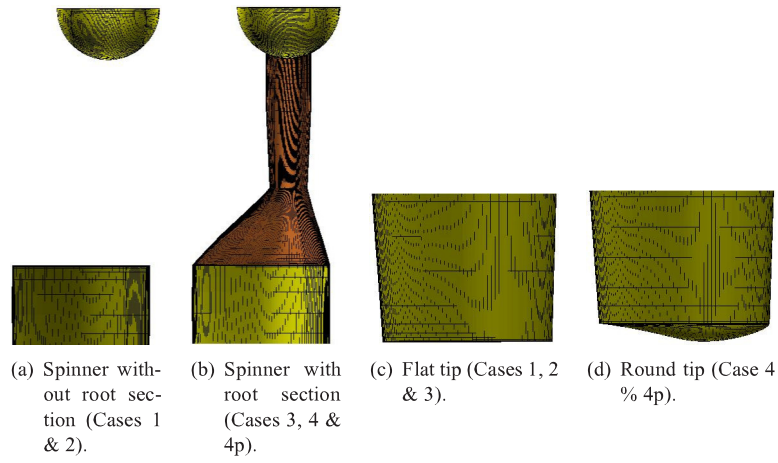 (a) Spinner with-
out root sec-
tion (Cases 1
& 2).
(b) Spinner with
root section
(Cases 3, 4 &
4p).
(c) Flat tip (Cases 1, 2
& 3).
(d) Round tip (Case 4
% 4p).